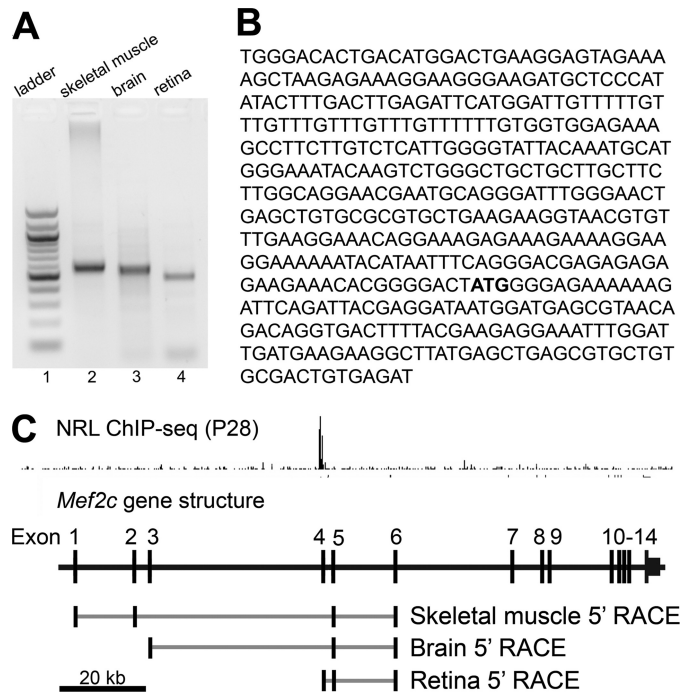 A
ladder
skeletal muscle
brain
retina
1 2 3 4
B
TGGGACACTGACATGGACTGAAGGAGTAGAAA
AGCTAAGAGAAAGGAAGGGAAGATGCTCCCAT
ATACTTTGACTTGAGATTCATGGATTGTTTTTGT
TTGTTTGTTTGTTTGTTTTTTGTGGTGGAGAAA
GCCTTCTTGTCTCATTGGGGTATTACAAATGCAT
GGGAAATACAAGTCTGGGCTGCTGCTTGCTTC
TTGGCAGGAACGAATGCAGGGATTTGGGAACT
GAGCTGTGCGCGTGCTGAAGAAGGTAACGTGT
TTGAAGGAAACAGGAAAGAGAAAGAAAAGGAA
GGAAAAAATACATAATTTCAGGGACGAGAGAGA
GAAGAAACACGGGGACTATGGGGAGAAAAAAG
ATTCAGATTACGAGGATAATGGATGAGCGTAACA
GACAGGTGACTTTTACGAAGAGGAAATTTGGAT
TGATGAAGAAGGCTTATGAGCTGAGCGTGCTGT
GCGACTGTGAGAT
C
NRL ChIP-seq (P28)
Mef2c gene structure
Exon 1 2 3 4 5 6 7 8 9 10-14
Skeletal muscle 5' RACE
Brain 5' RACE
Retina 5' RACE
20 kb